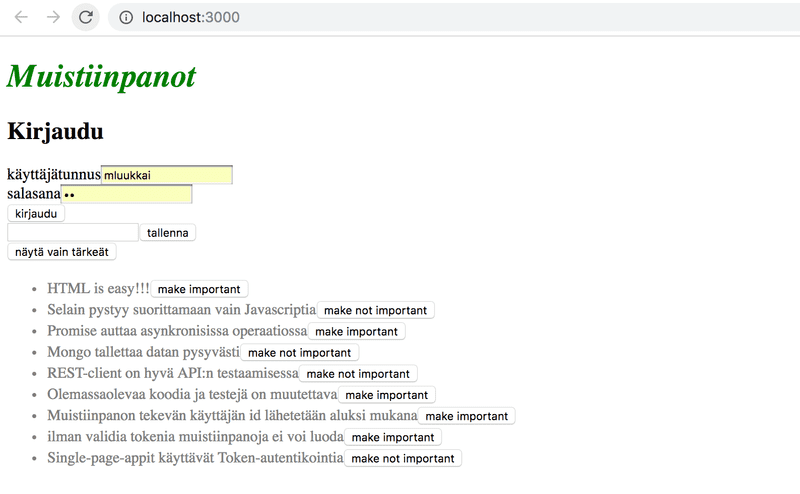 localhost:3000
Muistiinpanot
Kirjaudu
käyttäjätunnus mluukkai
salasana ••
kirjaudu
tallenna
näytä vain tärkeät
• HTML is easy!!! make important
• Selain pystyy suorittamaan vain Javascriptia make not important
• Promise auttaa asynkronisissa operaatiossa make important
• Mongo tallettaa datan pysyvästi make not important
• REST-client on hyvä API:n testaamisessa make not important
• Olemassaolevaa koodia ja testejä on muutettava make important
• Muistiinpanon tekevän käyttäjän id lähetetään aluksi mukana make important
• ilman validia tokenia muistiinpanoja ei voi luoda make important
• Single-page-appit käyttävät Token-autentikointia make not important